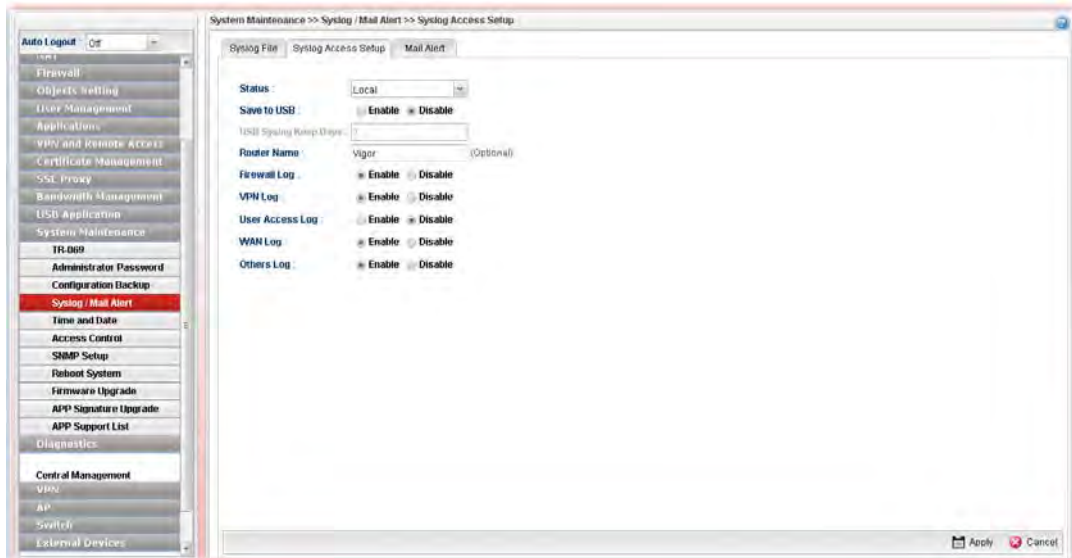 System Maintenance >> Syslog / Mail Alert >> Syslog Access Setup
Auto Logout : Off
NAT
Firewall
Objects Setting
User Management
Applications
VPN and Remote Access
Certificate Management
SSL Proxy
Bandwidth Management
USB Application
System Maintenance
TR-069
Administrator Password
Configuration Backup
Syslog / Mail Alert
Time and Date
Access Control
SNMP Setup
Reboot System
Firmware Upgrade
APP Signature Upgrade
APP Support List
Diagnostics
Central Management
VPN
AP
Switch
External Devices
Syslog File Syslog Access Setup Mail Alert
Status : Local
Save to USB : Enable Disable
USB Syslog Keep Days :
Router Name : Vigor (Optional)
Firewall Log : Enable Disable
VPN Log : Enable Disable
User Access Log : Enable Disable
WAN Log : Enable Disable
Others Log : Enable Disable
Apply Cancel